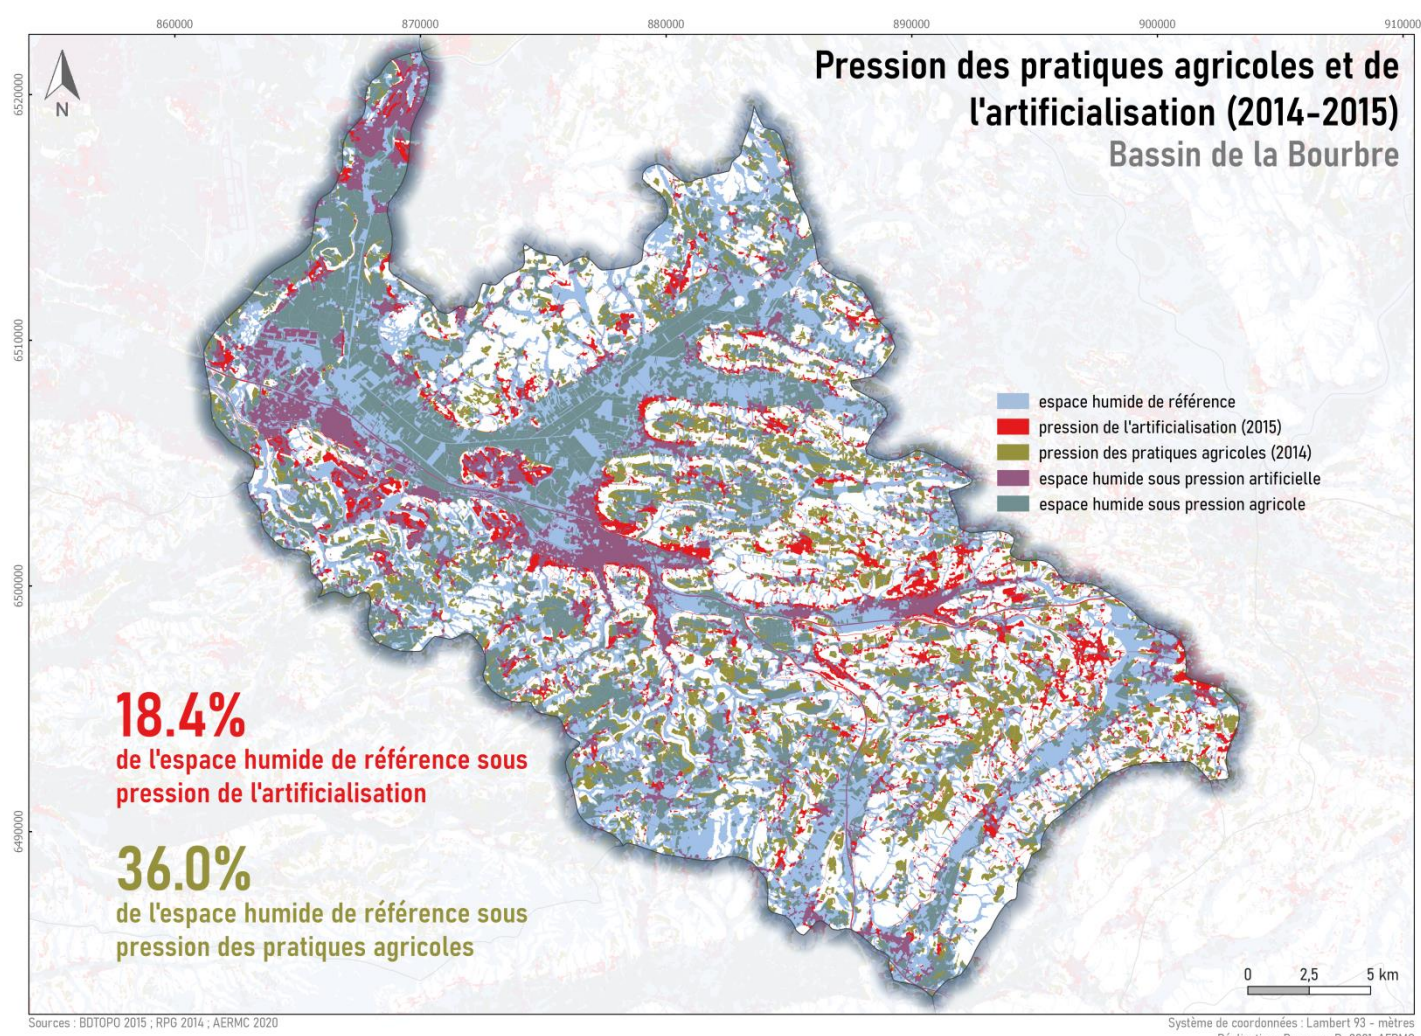 860000
870000
880000
890000
900000
910000
6520000
6510000
6500000
6490000
N
Pression des pratiques agricoles et de
l'artificialisation (2014-2015)
Bassin de la Bourbre
espace humide de référence
pression de l'artificialisation (2015)
pression des pratiques agricoles (2014)
espace humide sous pression artificielle
espace humide sous pression agricole
18.4%
de l'espace humide de référence sous
pression de l'artificialisation
36.0%
de l'espace humide de référence sous
pression des pratiques agricoles
0 2,5 5 km
Sources : BDTOPO 2015 ; RPG 2014 ; AERMC 2020
Système de coordonnées : Lambert 93 - mètres